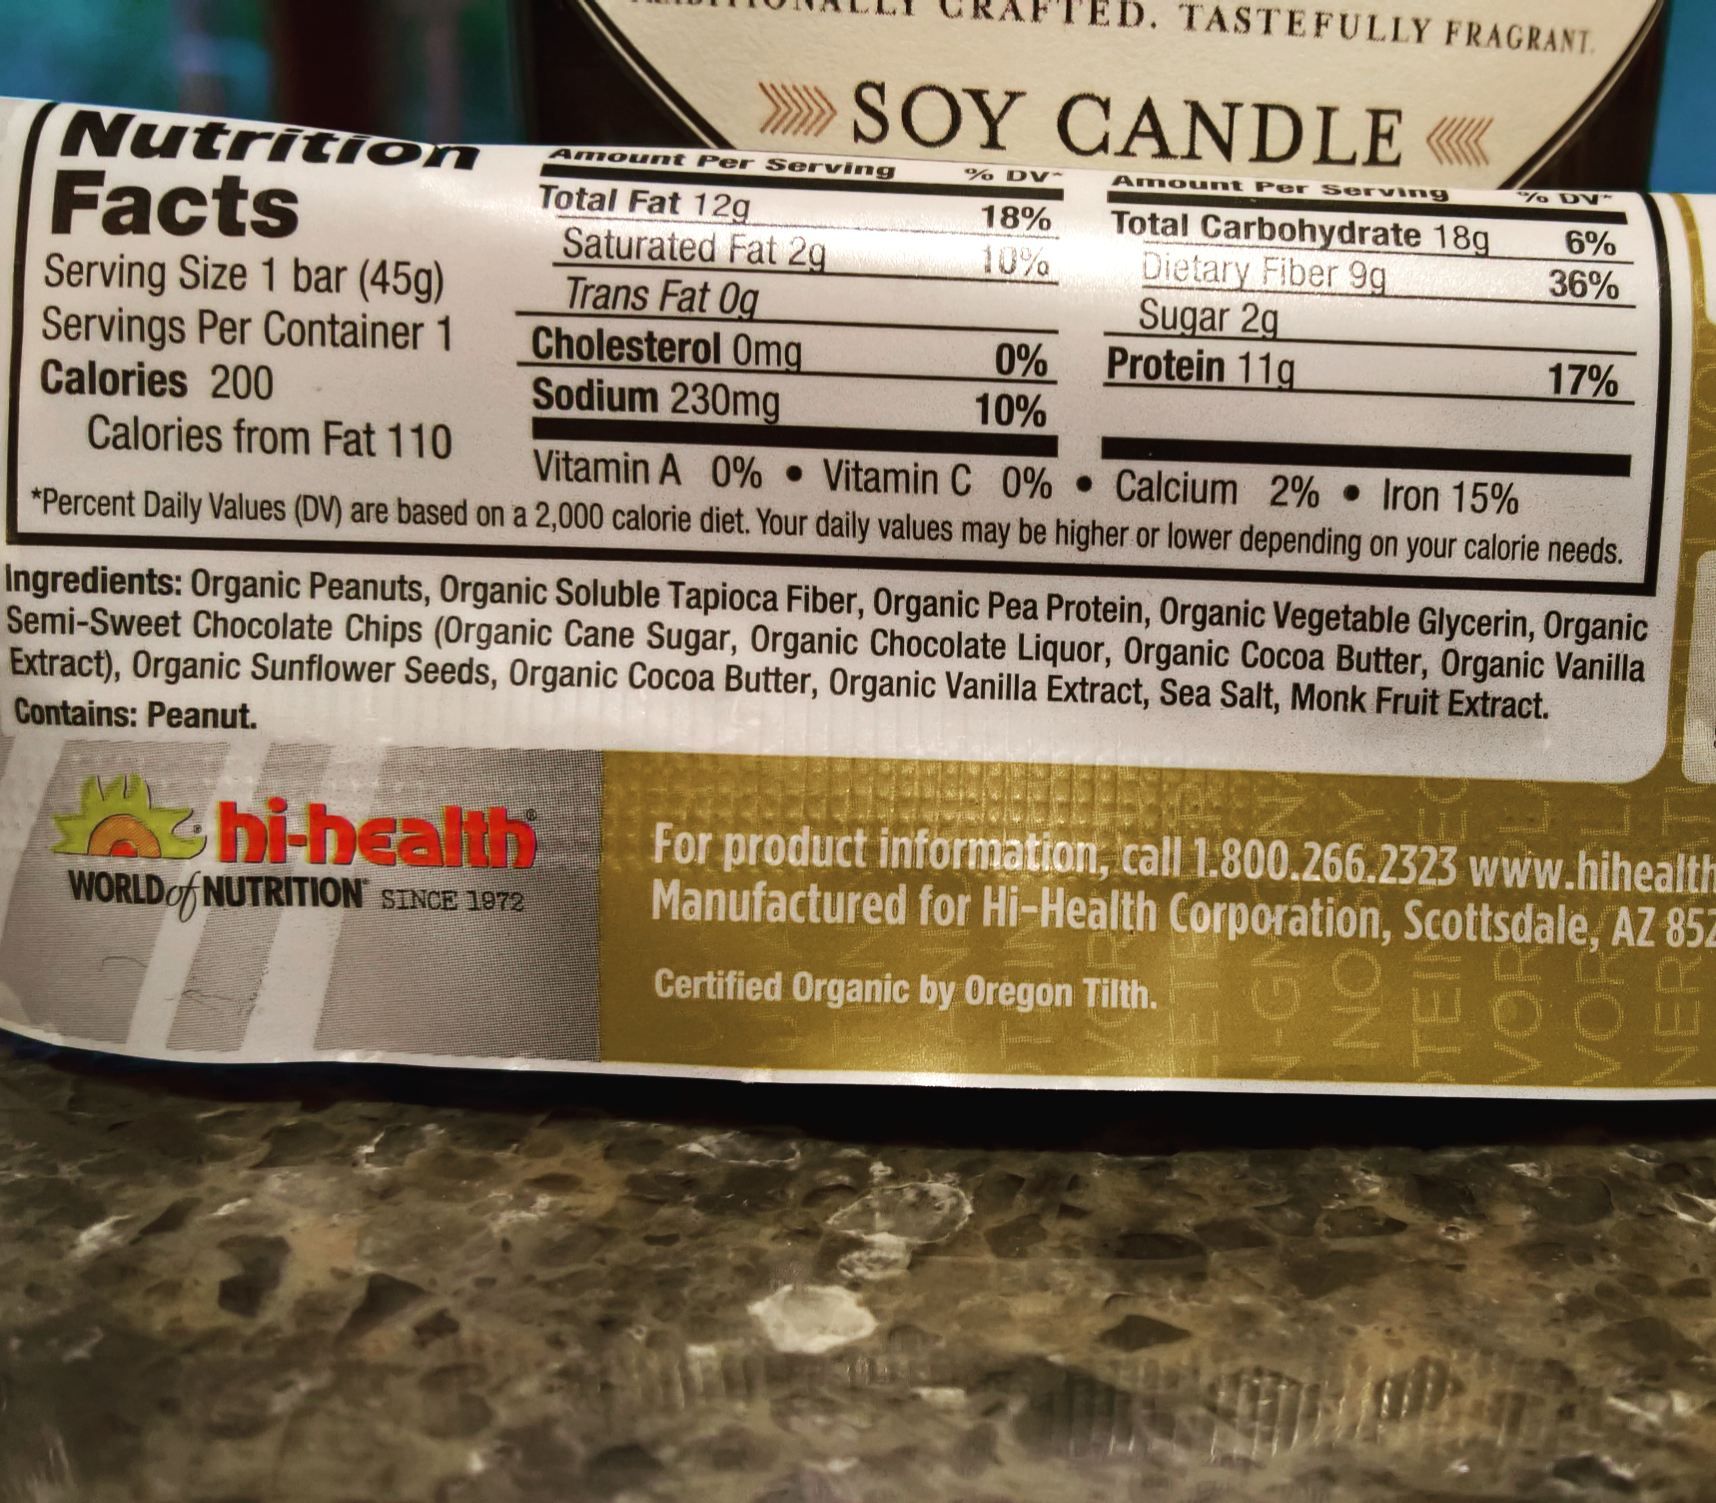 CRAFTED. TASTEFULLY FRAGRANT.
SOY CANDLE
Nutrition
Facts
Serving Size 1 bar (45g)
Servings Per Container 1
Calories 200
Calories from Fat 110
Amount Per Serving % DV*
Total Fat 12g 18%
Saturated Fat 2g 10%
Trans Fat 0g
Cholesterol 0mg 0%
Sodium 230mg 10%
Amount Per Serving % DV*
Total Carbohydrate 18g 6%
Dietary Fiber 9g 36%
Sugar 2g
Protein 11g 17%
Vitamin A 0% • Vitamin C 0% • Calcium 2% • Iron 15%
*Percent Daily Values (DV) are based on a 2,000 calorie diet. Your daily values may be higher or lower depending on your calorie needs.
Ingredients: Organic Peanuts, Organic Soluble Tapioca Fiber, Organic Pea Protein, Organic Vegetable Glycerin, Organic
Semi-Sweet Chocolate Chips (Organic Cane Sugar, Organic Chocolate Liquor, Organic Cocoa Butter, Organic Vanilla
Extract), Organic Sunflower Seeds, Organic Cocoa Butter, Organic Vanilla Extract, Sea Salt, Monk Fruit Extract.
Contains: Peanut.
hi-health®
WORLD of NUTRITION SINCE 1972
For product information, call 1.800.266.2323 www.hihealth
Manufactured for Hi-Health Corporation, Scottsdale, AZ 852
Certified Organic by Oregon Tilth.